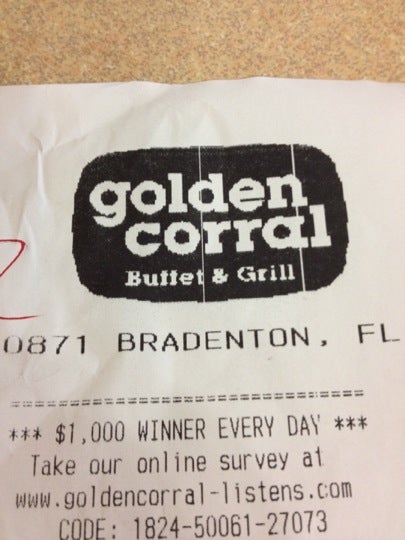 golden
corral
Buffet & Grill
0871 BRADENTON, FL
*** $1,000 WINNER EVERY DAY ***
Take our online survey at
www.goldencorral-listens.com
CODE: 1824-50061-27073